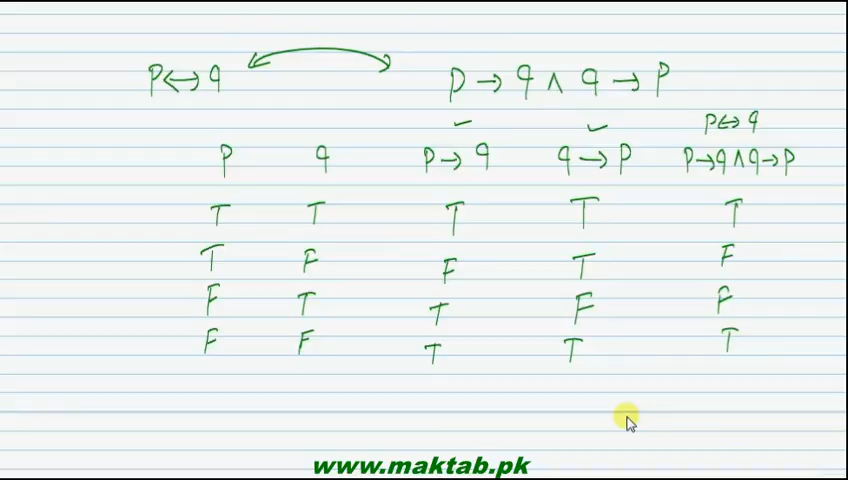 P↔q P→q∧q→P
P↔q
P q P→q q→P P→q∧q→P
T T T T T
T F F T F
F T T F F
F F T T T
www.maktab.pk